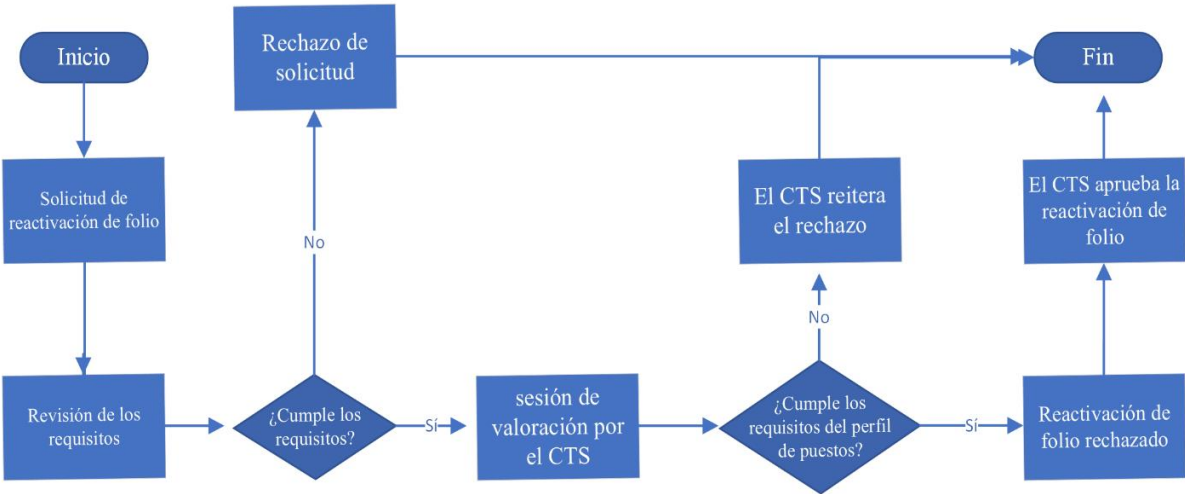 Inicio
Solicitud de
reactivación de folio
Revisión de los
requisitos
¿Cumple los
requisitos?
No
Rechazo de
solicitud
Sí
sesión de
valoración por
el CTS
¿Cumple los
requisitos del perfil
de puestos?
No
El CTS reitera
el rechazo
Sí
Reactivación de
folio rechazado
El CTS aprueba la
reactivación de
folio
Fin